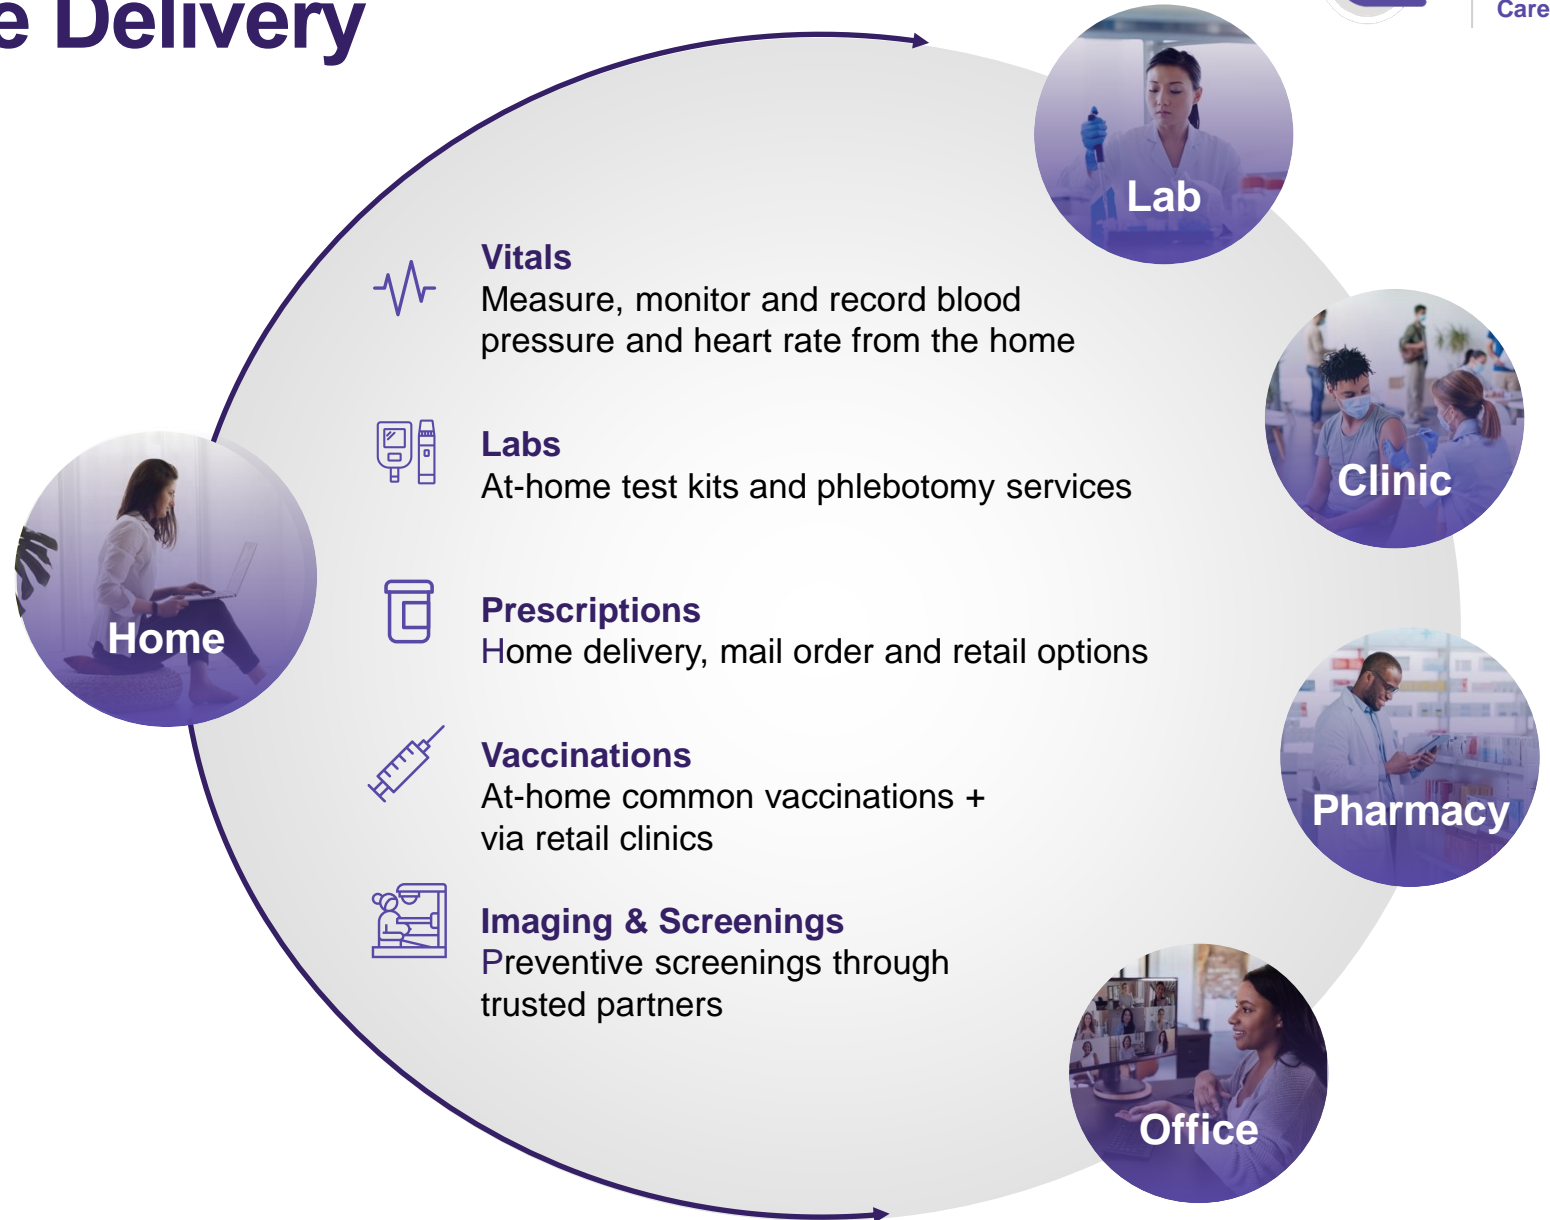 e Delivery
Care
Lab
Vitals
Measure, monitor and record blood
pressure and heart rate from the home
Clinic
Labs
At-home test kits and phlebotomy services
Home
Prescriptions
Home delivery, mail order and retail options
Pharmacy
Vaccinations
At-home common vaccinations +
via retail clinics
Imaging & Screenings
Preventive screenings through
trusted partners
Office